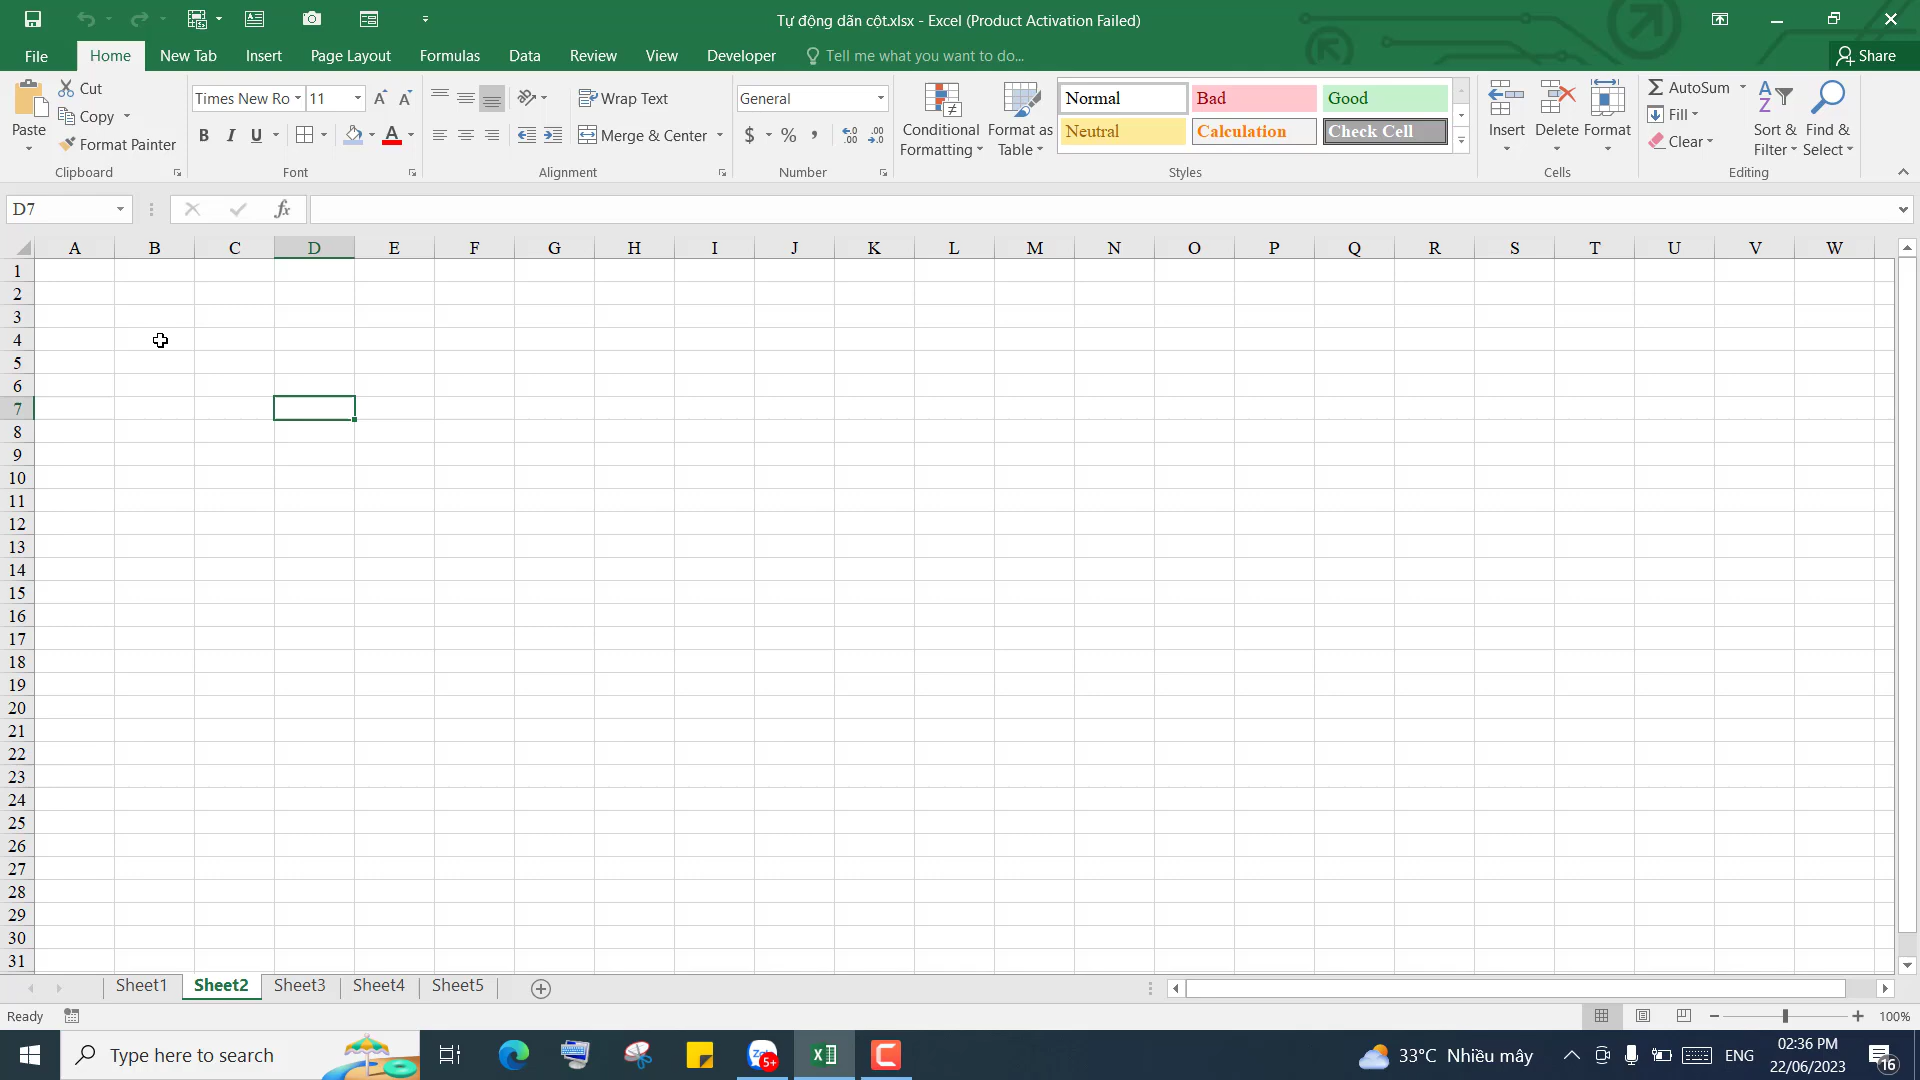 Tự động dãn cột.xlsx - Excel (Product Activation Failed)
File Home New Tab Insert Page Layout Formulas Data Review View Developer Tell me what you want to do... Share
Paste
Cut
Copy
Format Painter
Clipboard
Times New Ro 11
B I U
Font
Wrap Text
Merge & Center
Alignment
General
$ % ,
Number
Conditional Formatting
Format as Table
Normal Bad Good
Neutral Calculation Check Cell
Styles
Insert Delete Format
Cells
AutoSum
Fill
Clear
Sort & Filter
Find & Select
Editing
D7
fx
A B C D E F G H I J K L M N O P Q R S T U V W
1
2
3
4
5
6
7
8
9
10
11
12
13
14
15
16
17
18
19
20
21
22
23
24
25
26
27
28
29
30
31
Sheet1 Sheet2 Sheet3 Sheet4 Sheet5
Ready
100%
Type here to search
5+
33°C Nhiều mây
ENG
02:36 PM
22/06/2023
16